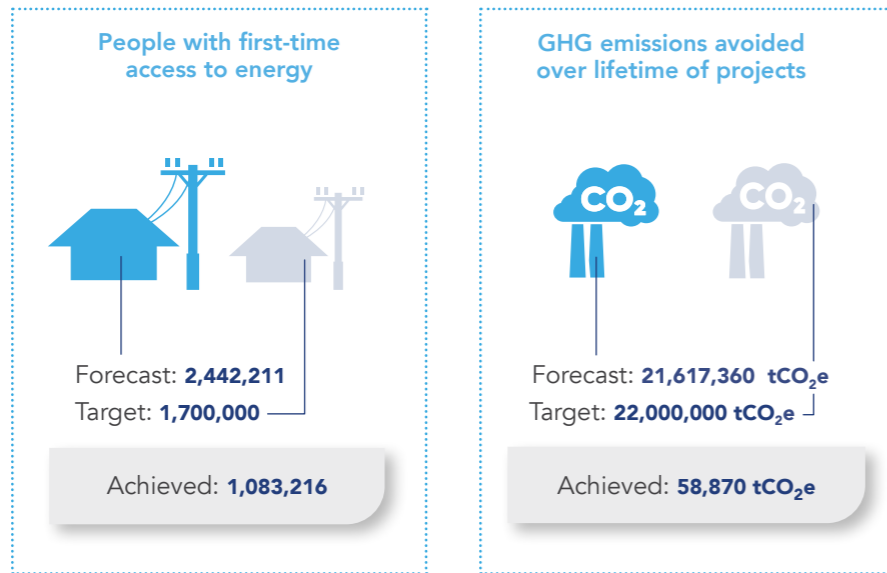 People with first-time
access to energy
Forecast: 2,442,211
Target: 1,700,000
Achieved: 1,083,216
GHG emissions avoided
over lifetime of projects
CO₂
CO₂
Forecast: 21,617,360 tCO₂e
Target: 22,000,000 tCO₂e
Achieved: 58,870 tCO₂e